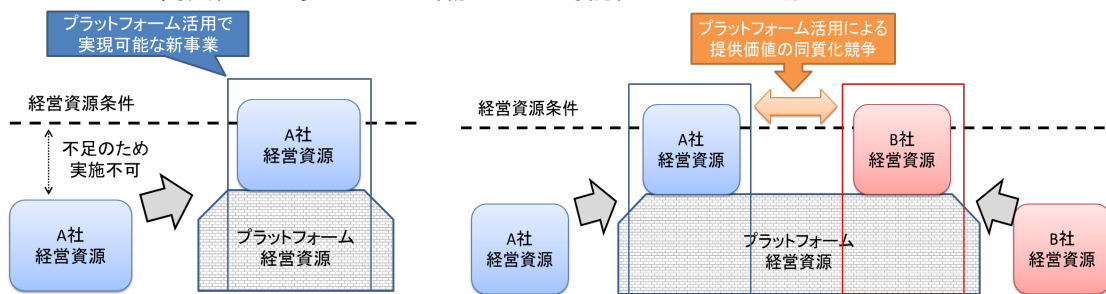 プラットフォーム活用で
実現可能な新事業
経営資源条件
不足のため
実施不可
A社
経営資源
A社
経営資源
プラットフォーム
経営資源
プラットフォーム活用による
提供価値の同質化競争
経営資源条件
A社
経営資源
B社
経営資源
A社
経営資源
プラットフォーム
経営資源
B社
経営資源